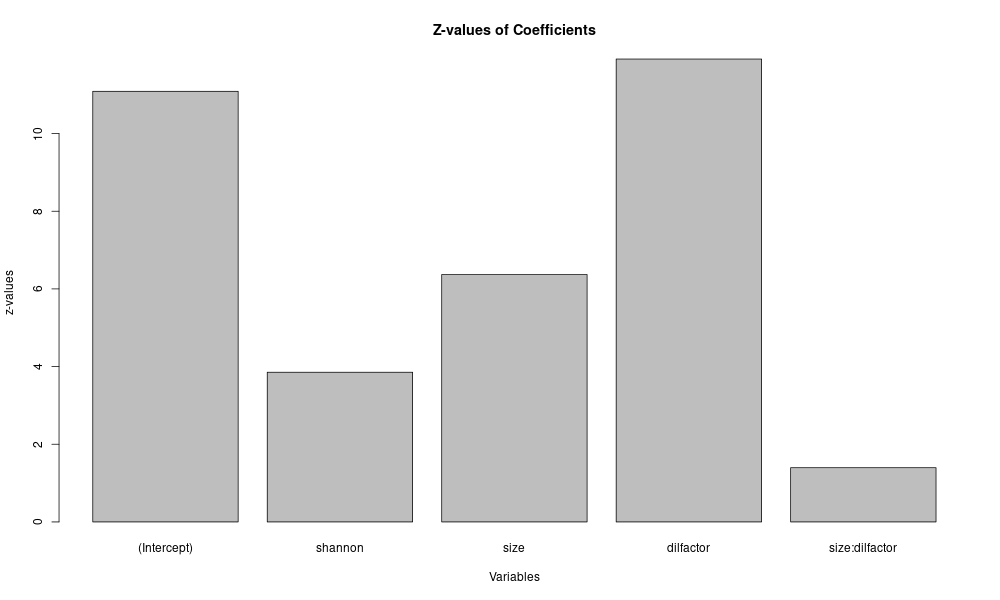 Z-values of Coefficients
z-values
10
8
6
4
2
0
(Intercept) shannon size dilfactor size:dilfactor
Variables